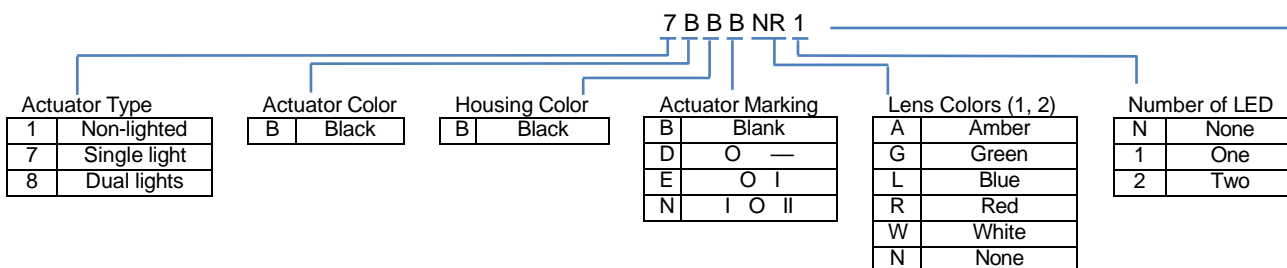 7 B B B NR 1
Actuator Type
1 Non-lighted
7 Single light
8 Dual lights
Actuator Color
B Black
Housing Color
B Black
Actuator Marking
B Blank
D O —
E O I
N I O II
Lens Colors (1, 2)
A Amber
G Green
L Blue
R Red
W White
N None
Number of LED
N None
1 One
2 Two